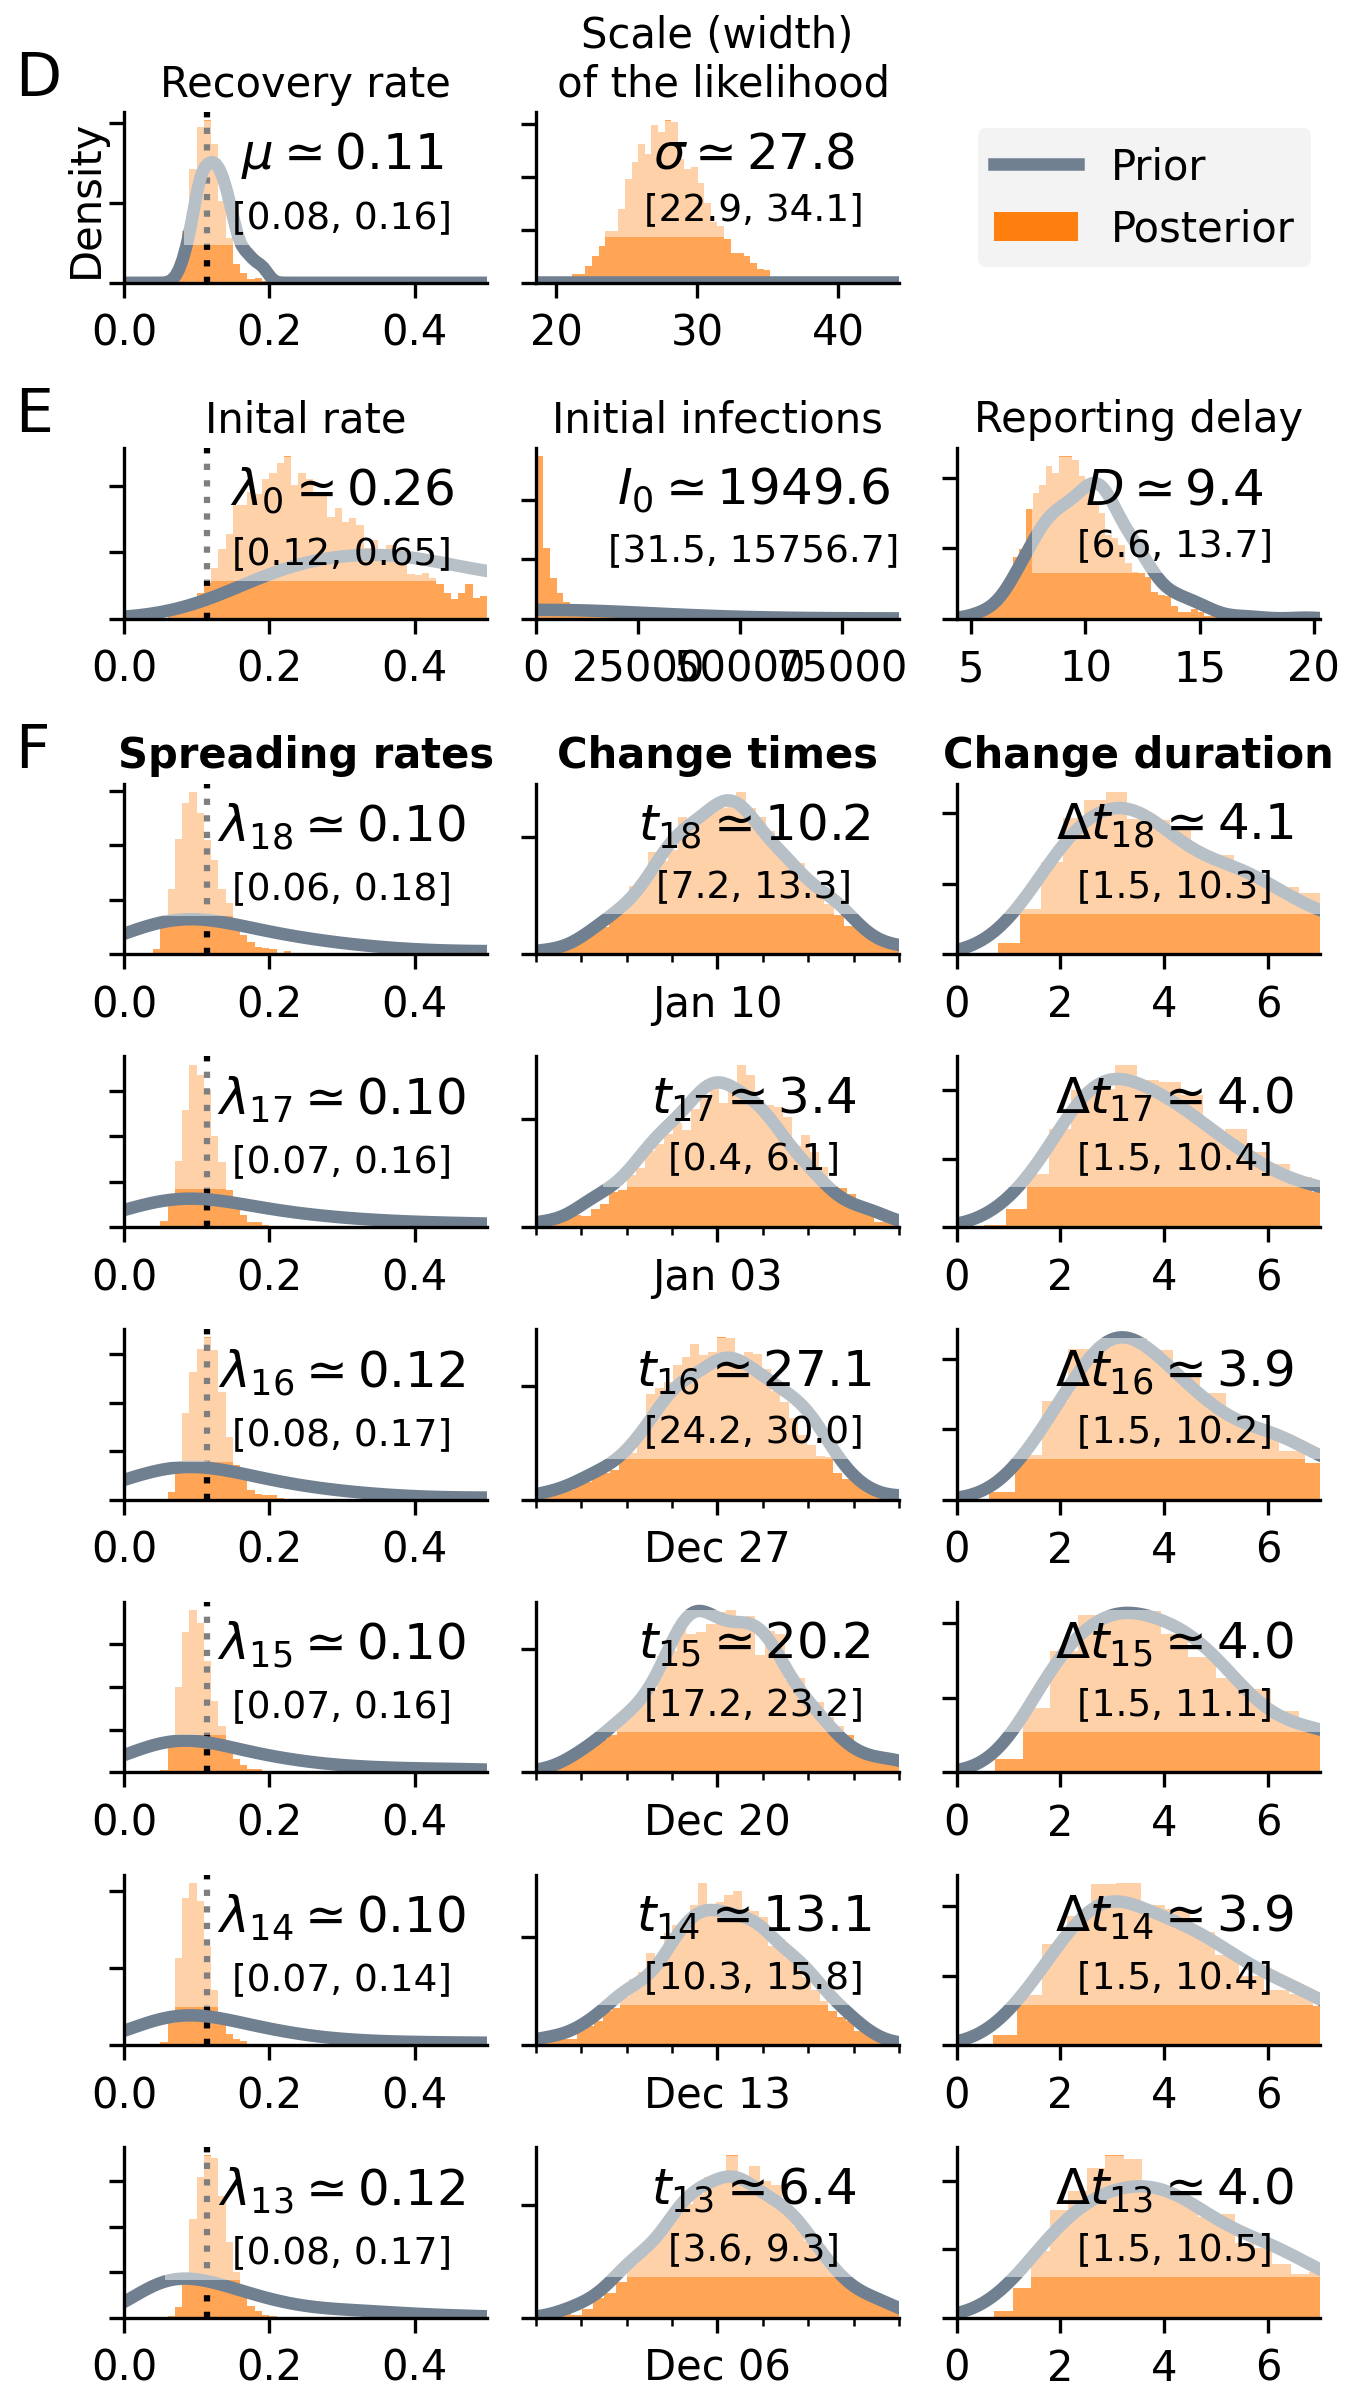 D
Recovery rate
Density
μ ≃ 0.11
[0.08, 0.16]
0.0 0.2 0.4
Scale (width)
of the likelihood
σ ≃ 27.8
[22.9, 34.1]
20 30 40
Prior
Posterior
E
Inital rate
λ0 ≃ 0.26
[0.12, 0.65]
0.0 0.2 0.4
Initial infections
I0 ≃ 1949.6
[31.5, 15756.7]
0 25000 50000 75000
Reporting delay
D ≃ 9.4
[6.6, 13.7]
5 10 15 20
F
Spreading rates
Change times
Change duration
λ18 ≃ 0.10
[0.06, 0.18]
0.0 0.2 0.4
t18 ≃ 10.2
[7.2, 13.3]
Jan 10
Δt18 ≃ 4.1
[1.5, 10.3]
0 2 4 6
λ17 ≃ 0.10
[0.07, 0.16]
0.0 0.2 0.4
t17 ≃ 3.4
[0.4, 6.1]
Jan 03
Δt17 ≃ 4.0
[1.5, 10.4]
0 2 4 6
λ16 ≃ 0.12
[0.08, 0.17]
0.0 0.2 0.4
t16 ≃ 27.1
[24.2, 30.0]
Dec 27
Δt16 ≃ 3.9
[1.5, 10.2]
0 2 4 6
λ15 ≃ 0.10
[0.07, 0.16]
0.0 0.2 0.4
t15 ≃ 20.2
[17.2, 23.2]
Dec 20
Δt15 ≃ 4.0
[1.5, 11.1]
0 2 4 6
λ14 ≃ 0.10
[0.07, 0.14]
0.0 0.2 0.4
t14 ≃ 13.1
[10.3, 15.8]
Dec 13
Δt14 ≃ 3.9
[1.5, 10.4]
0 2 4 6
λ13 ≃ 0.12
[0.08, 0.17]
0.0 0.2 0.4
t13 ≃ 6.4
[3.6, 9.3]
Dec 06
Δt13 ≃ 4.0
[1.5, 10.5]
0 2 4 6